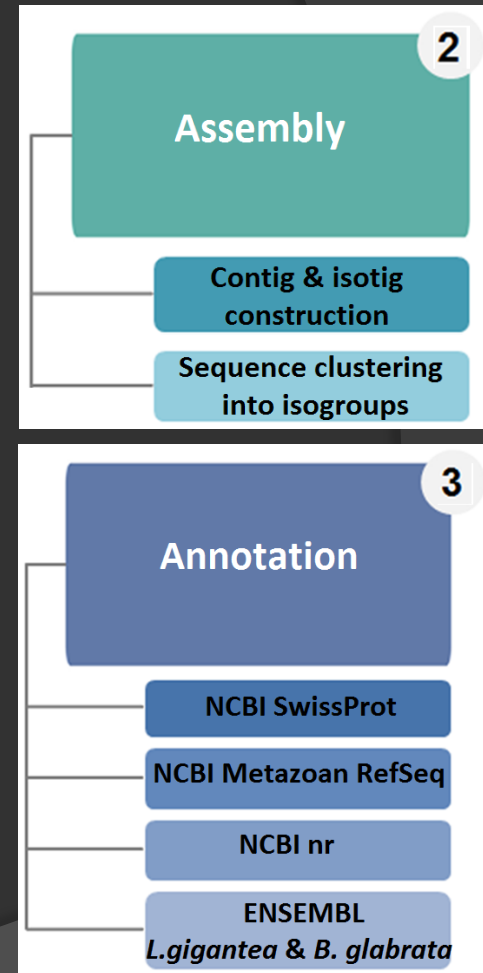 2
Assembly
Contig & isotig
construction
Sequence clustering
into isogroups
3
Annotation
NCBI SwissProt
NCBI Metazoan RefSeq
NCBI nr
ENSEMBL
L.gigantea & B. glabrata